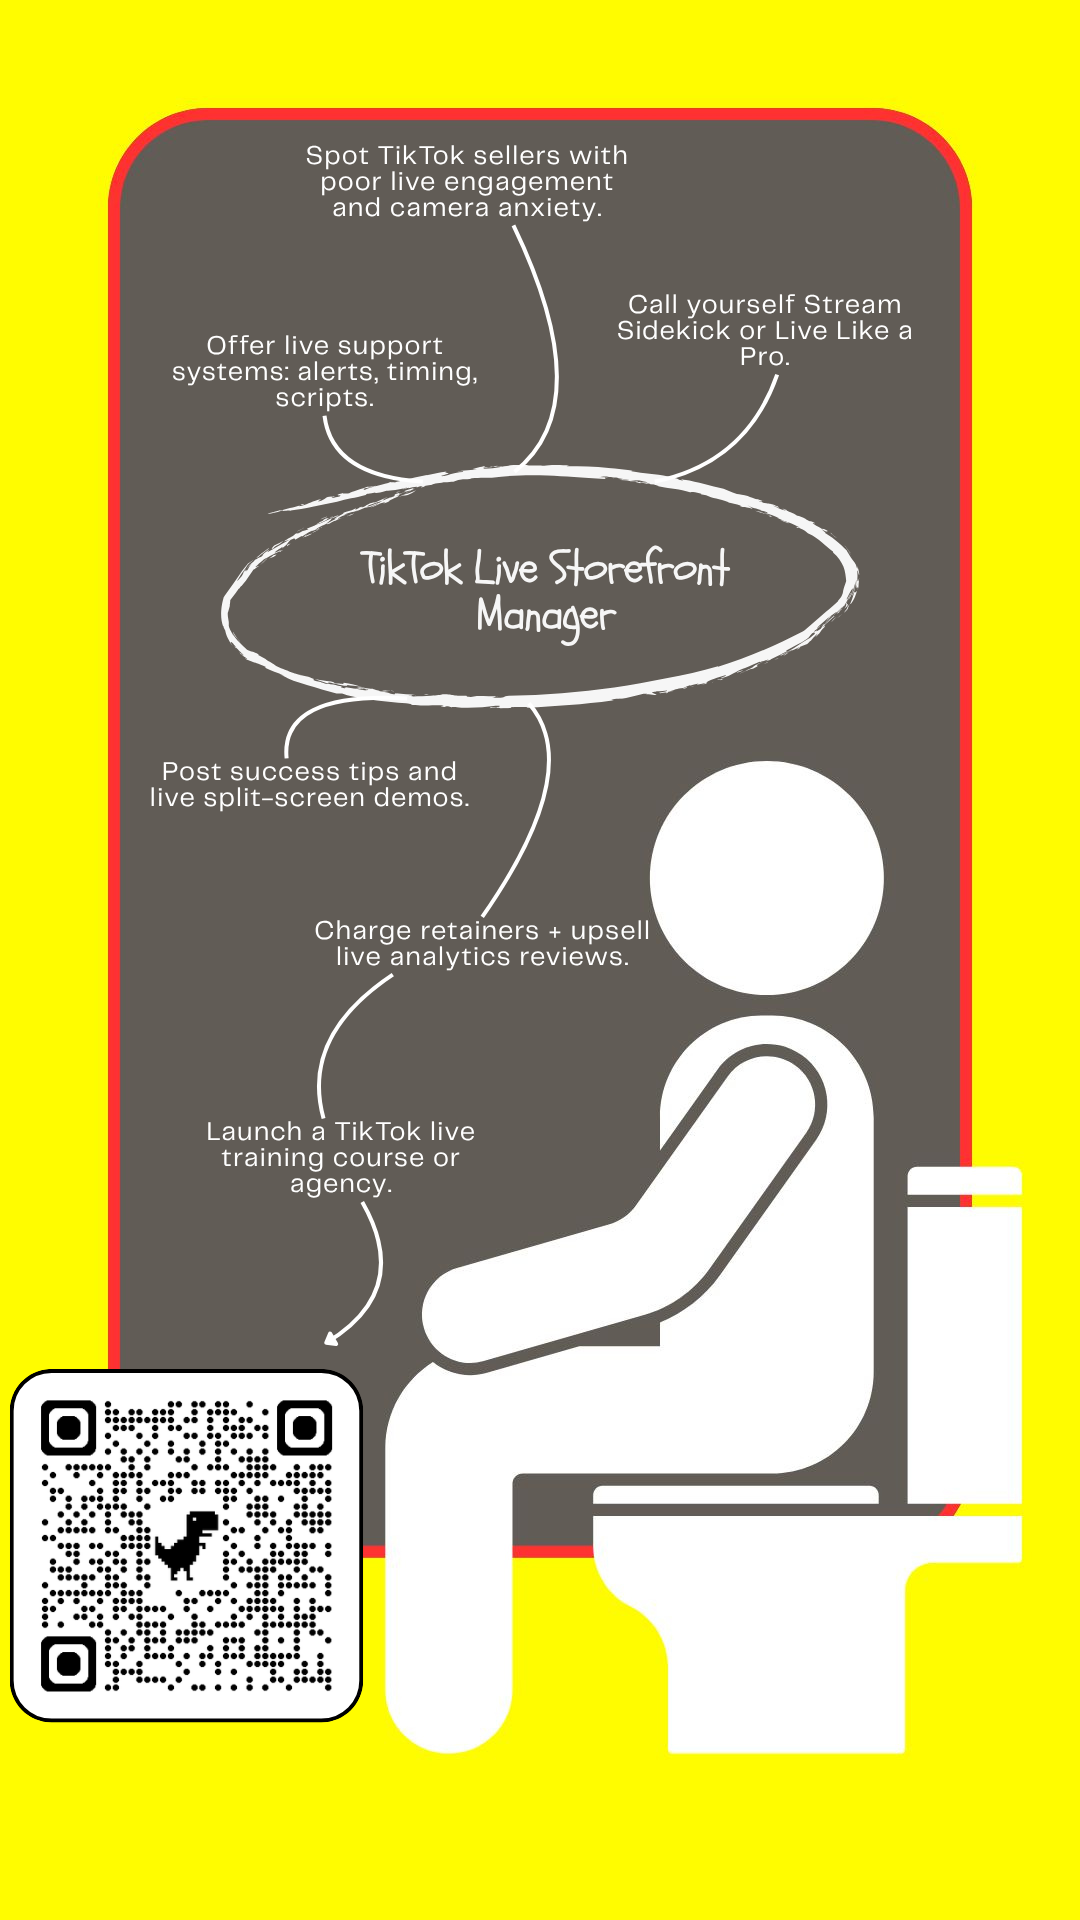 Spot TikTok sellers with
poor live engagement
and camera anxiety.
Call yourself Stream
Sidekick or Live Like a
Pro.
Offer live support
systems: alerts, timing,
scripts.
TikTok Live Storefront
Manager
Post success tips and
live split-screen demos.
Charge retainers + upsell
live analytics reviews.
Launch a TikTok live
training course or
agency.